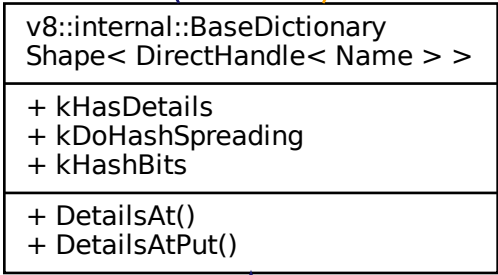 v8::internal::BaseDictionary
Shape< DirectHandle< Name > >
+ kHasDetails
+ kDoHashSpreading
+ kHashBits
+ DetailsAt()
+ DetailsAtPut()